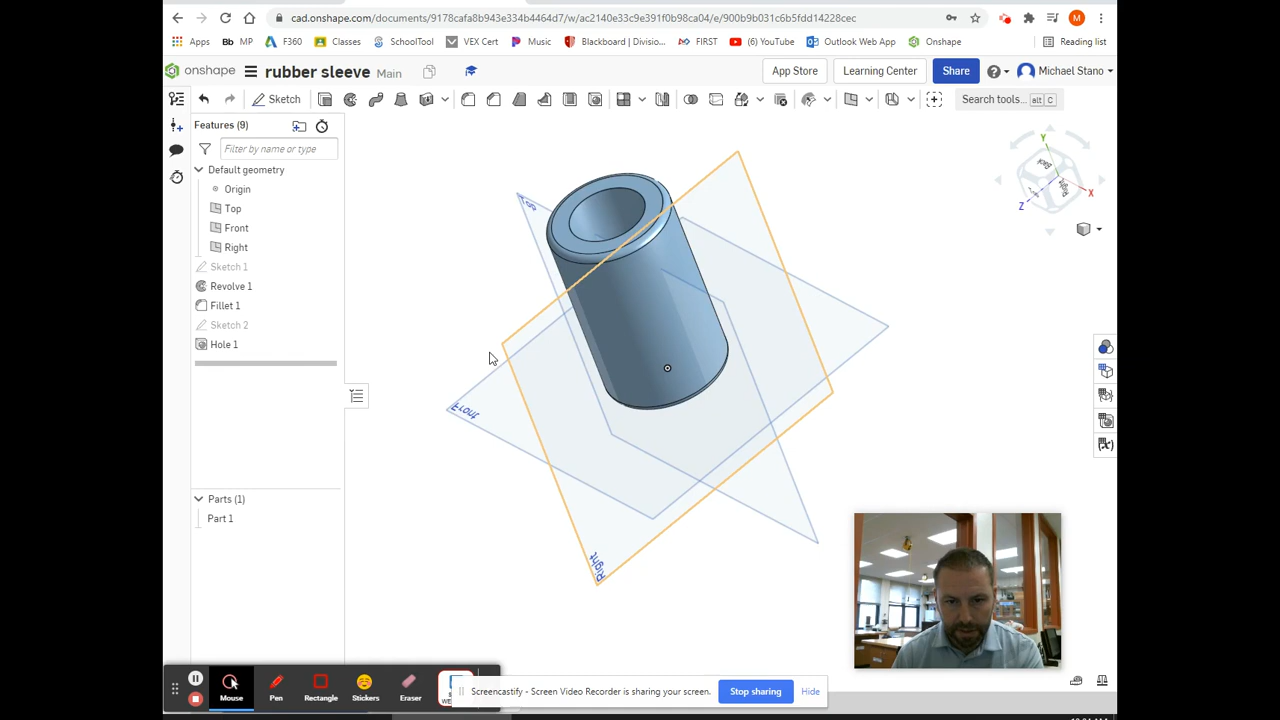 cad.onshape.com/documents/9178cafa8b943e334b4464d7/w/ac2140e33c9e391f0b98ca04/e/900b9b031c6b5fdd14228cec
Apps
Bb MP
F360
Classes
SchoolTool
VEX Cert
Music
Blackboard | Divisio...
FIRST
(6) YouTube
Outlook Web App
Onshape
Reading list
onshape
rubber sleeve Main
App Store
Learning Center
Share
Michael Stano
Sketch
Search tools... alt C
Features (9)
Filter by name or type
Default geometry
Origin
Top
Front
Right
Sketch 1
Revolve 1
Fillet 1
Sketch 2
Hole 1
Parts (1)
Part 1
Front
Right
Y
X
Z
Mouse
Pen
Rectangle
Stickers
Eraser
Screencastify - Screen Video Recorder is sharing your screen.
Stop sharing
Hide